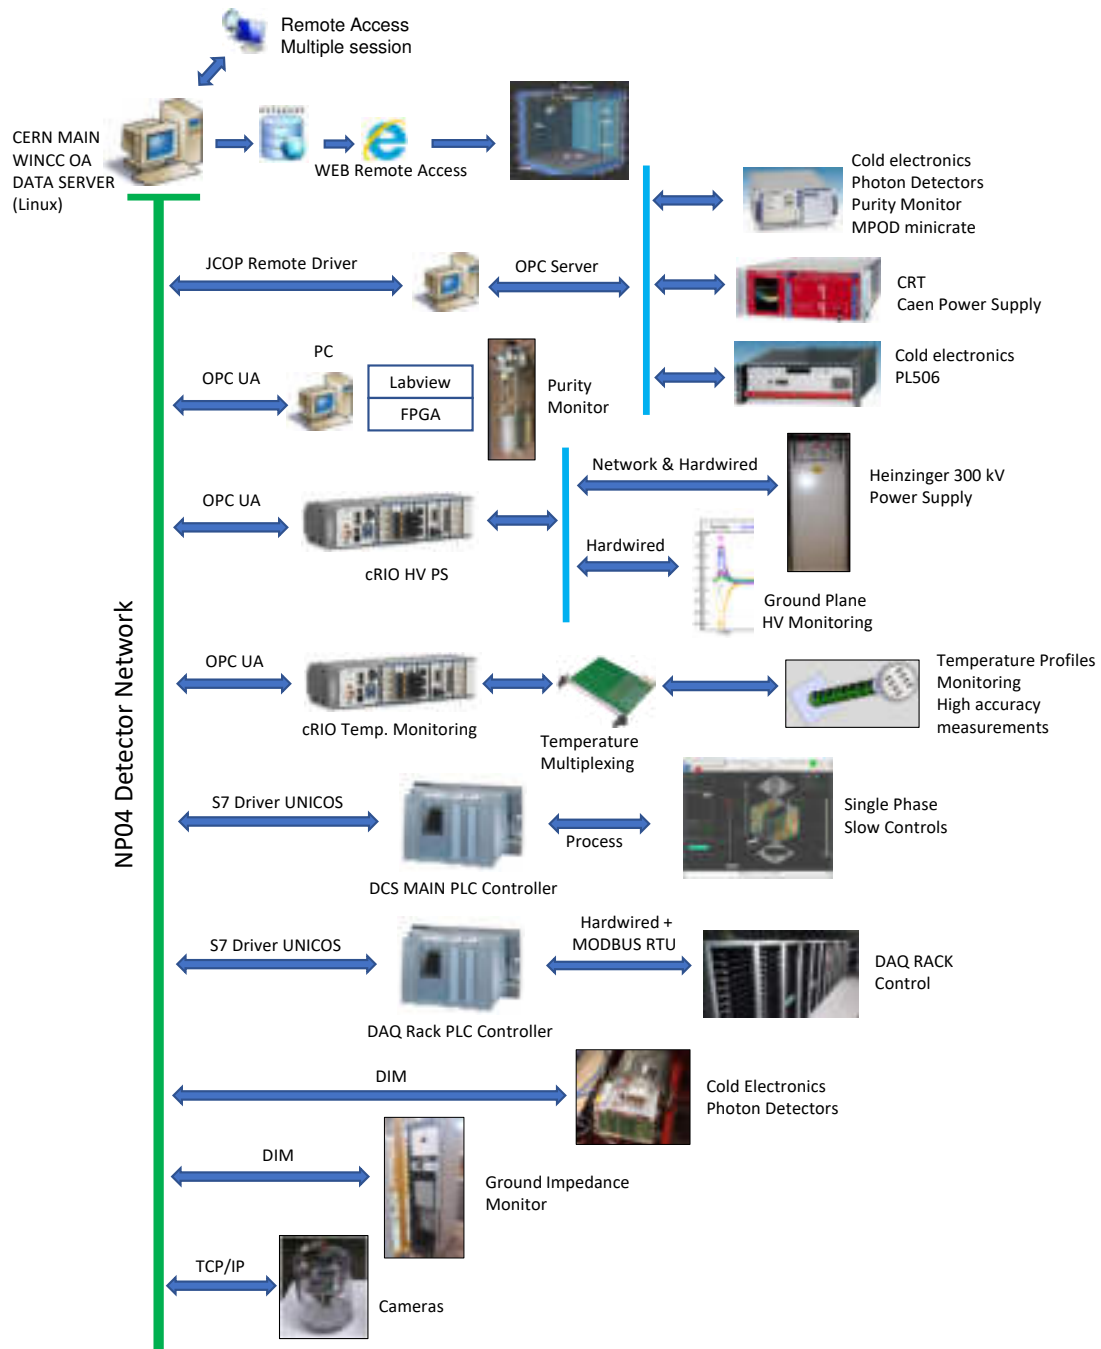 Remote Access
Multiple session
CERN MAIN
WINCC OA
DATA SERVER
(Linux)
WEB Remote Access
Cold electronics
Photon Detectors
Purity Monitor
MPOD minicrate
JCOP Remote Driver
OPC Server
CRT
Caen Power Supply
PC
OPC UA
Labview
FPGA
Purity
Monitor
Cold electronics
PL506
Network & Hardwired
Heinzinger 300 kV
Power Supply
OPC UA
cRIO HV PS
Hardwired
Ground Plane
HV Monitoring
NP04 Detector Network
OPC UA
cRIO Temp. Monitoring
Temperature
Multiplexing
Temperature Profiles
Monitoring
High accuracy
measurements
S7 Driver UNICOS
DCS MAIN PLC Controller
Process
Single Phase
Slow Controls
S7 Driver UNICOS
DAQ Rack PLC Controller
Hardwired +
MODBUS RTU
DAQ RACK
Control
DIM
Cold Electronics
Photon Detectors
DIM
Ground Impedance
Monitor
TCP/IP
Cameras